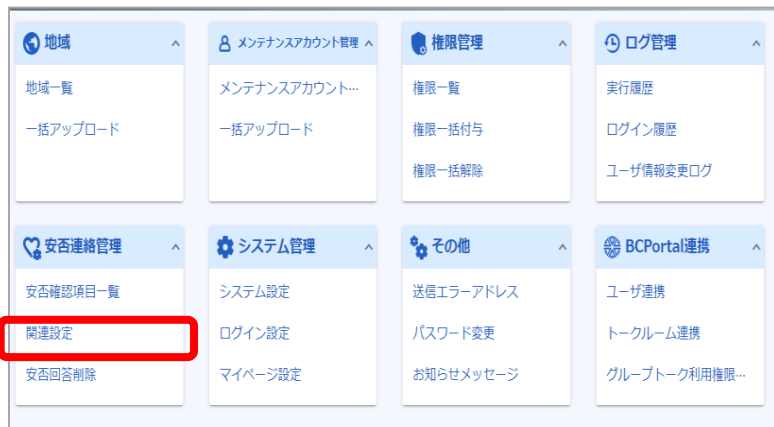 地域
地域一覧
一括アップロード
メンテナンスアカウント管理
メンテナンスアカウント…
一括アップロード
権限管理
権限一覧
権限一括付与
権限一括解除
ログ管理
実行履歴
ログイン履歴
ユーザ情報変更ログ
安否連絡管理
安否確認項目一覧
関連設定
安否回答削除
システム管理
システム設定
ログイン設定
マイページ設定
その他
送信エラーアドレス
パスワード変更
お知らせメッセージ
BCPortal連携
ユーザ連携
トークルーム連携
グループトーク利用権限…